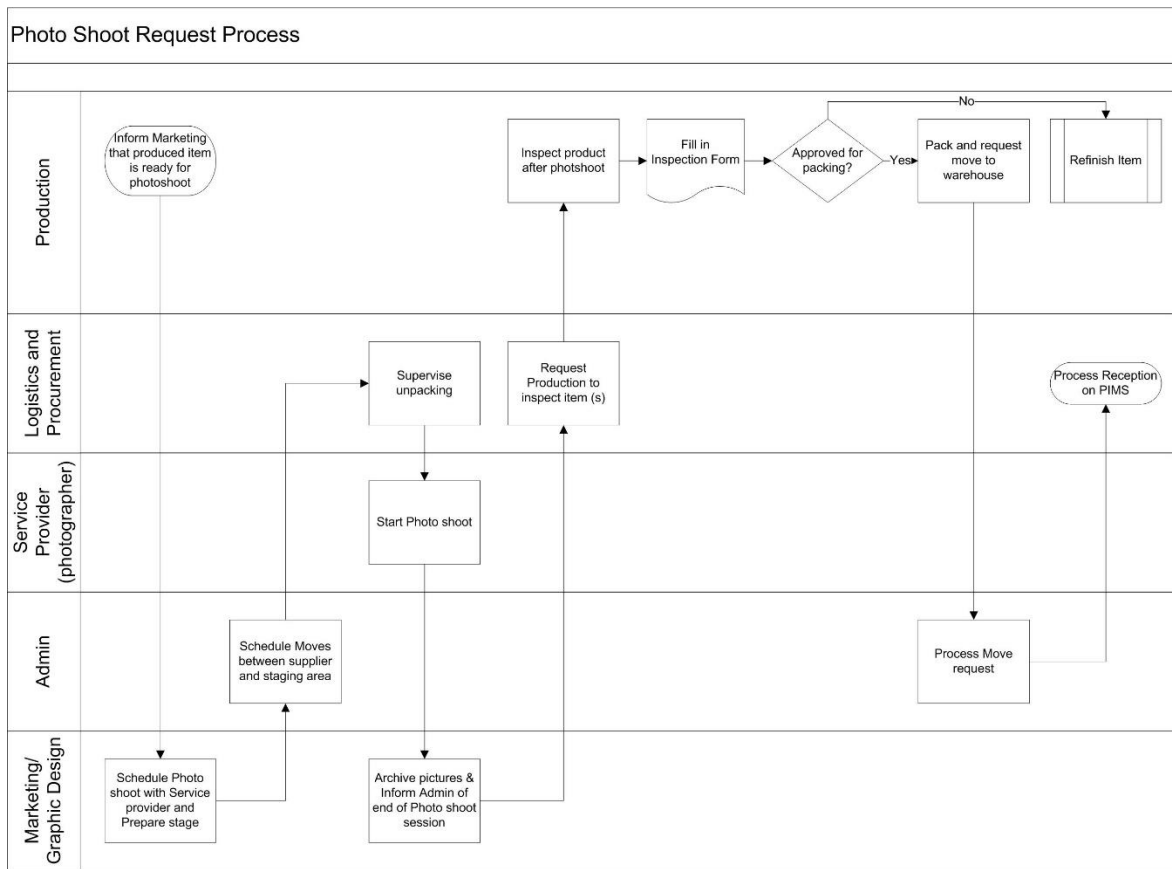 Photo Shoot Request Process
Production
Inform Marketing
that produced item
is ready for
photoshoot
Inspect product
after photshoot
Fill in
Inspection Form
Approved for
packing?
No
Yes
Pack and request
move to
warehouse
Refinish Item
Logistics and
Procurement
Supervise
unpacking
Request
Production to
inspect item (s)
Process Reception
on PIMS
Service
Provider
(photographer)
Start Photo shoot
Admin
Schedule Moves
between supplier
and staging area
Process Move
request
Marketing/
Graphic Design
Schedule Photo
shoot with Service
provider and
Prepare stage
Archive pictures &
Inform Admin of
end of Photo shoot
session